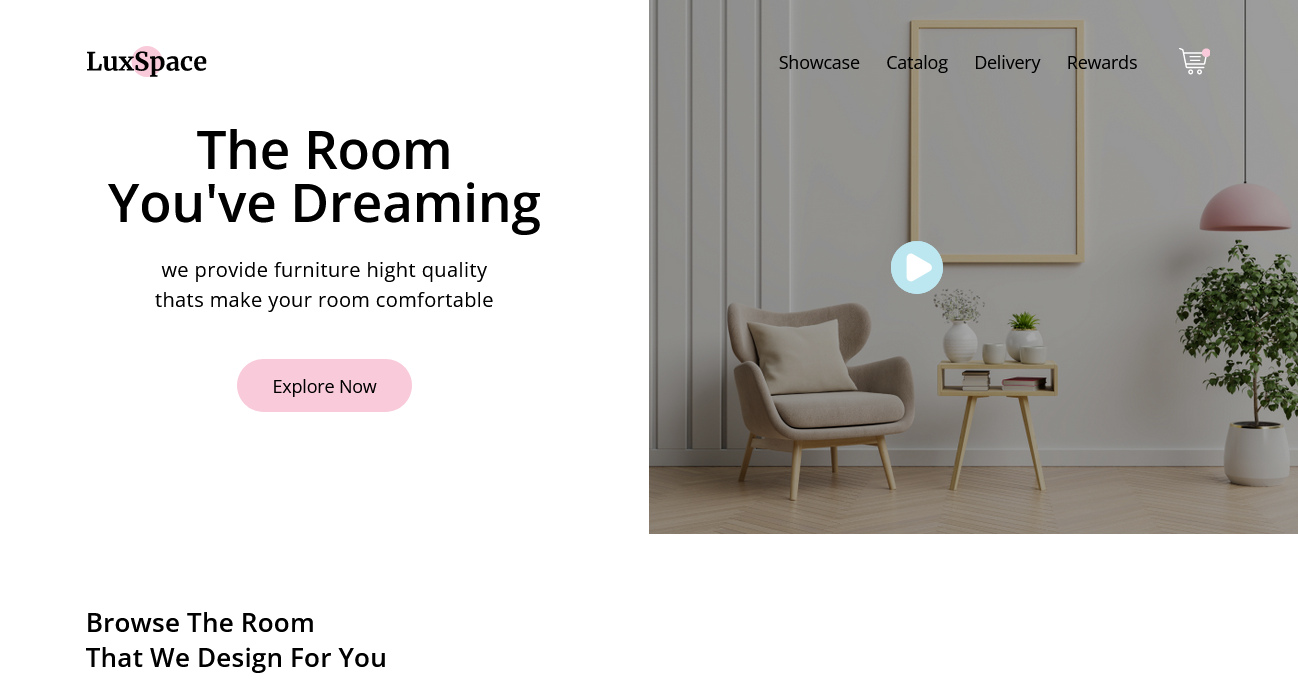 LuxSpace
Showcase Catalog Delivery Rewards
The Room
You've Dreaming
we provide furniture hight quality
thats make your room comfortable
Explore Now
Browse The Room
That We Design For You